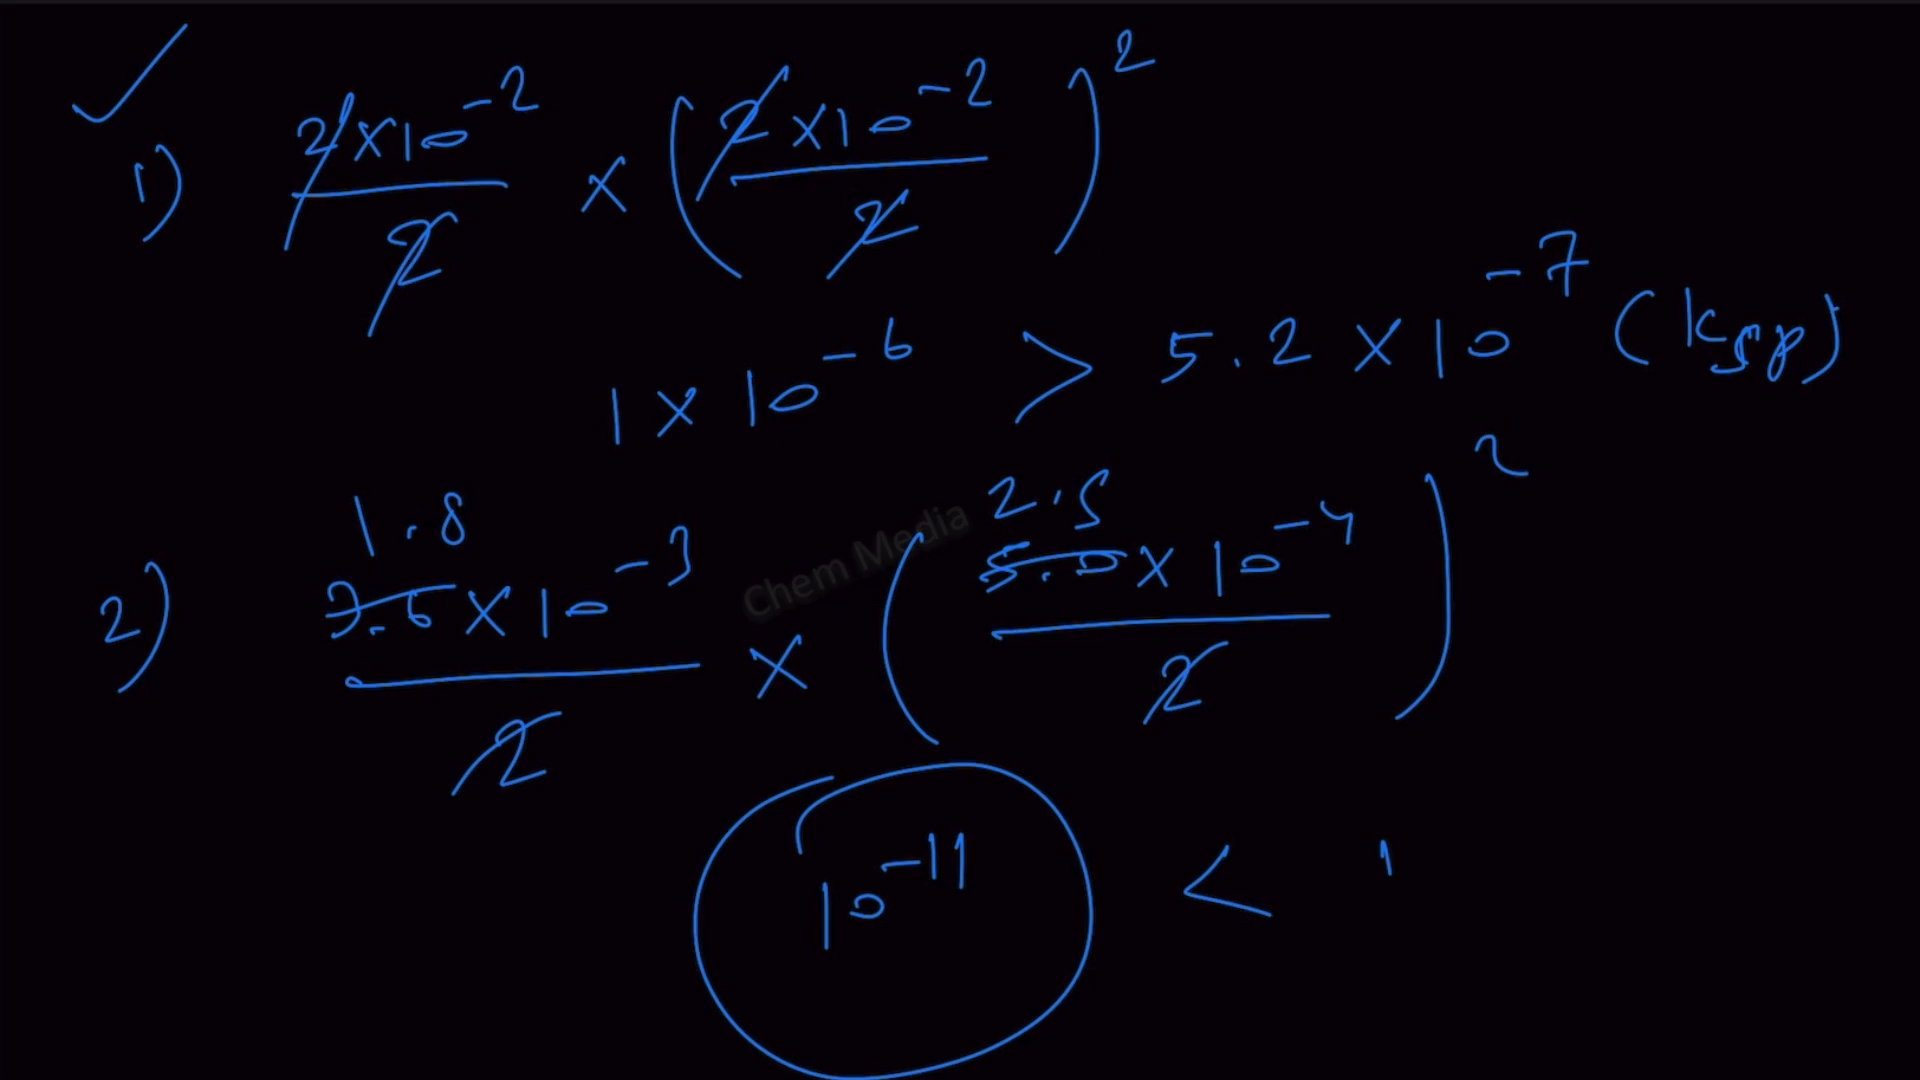 1) 2×10^-2 / 2 × (2×10^-2 / 2)^2
1 × 10^-6 > 5.2 × 10^-7 (ksp)
1.8 2.5
2) 3.6 × 10^-3 / 2 × (5.0 × 10^-4 / 2)^2
Chem Media
10^-11 < 1